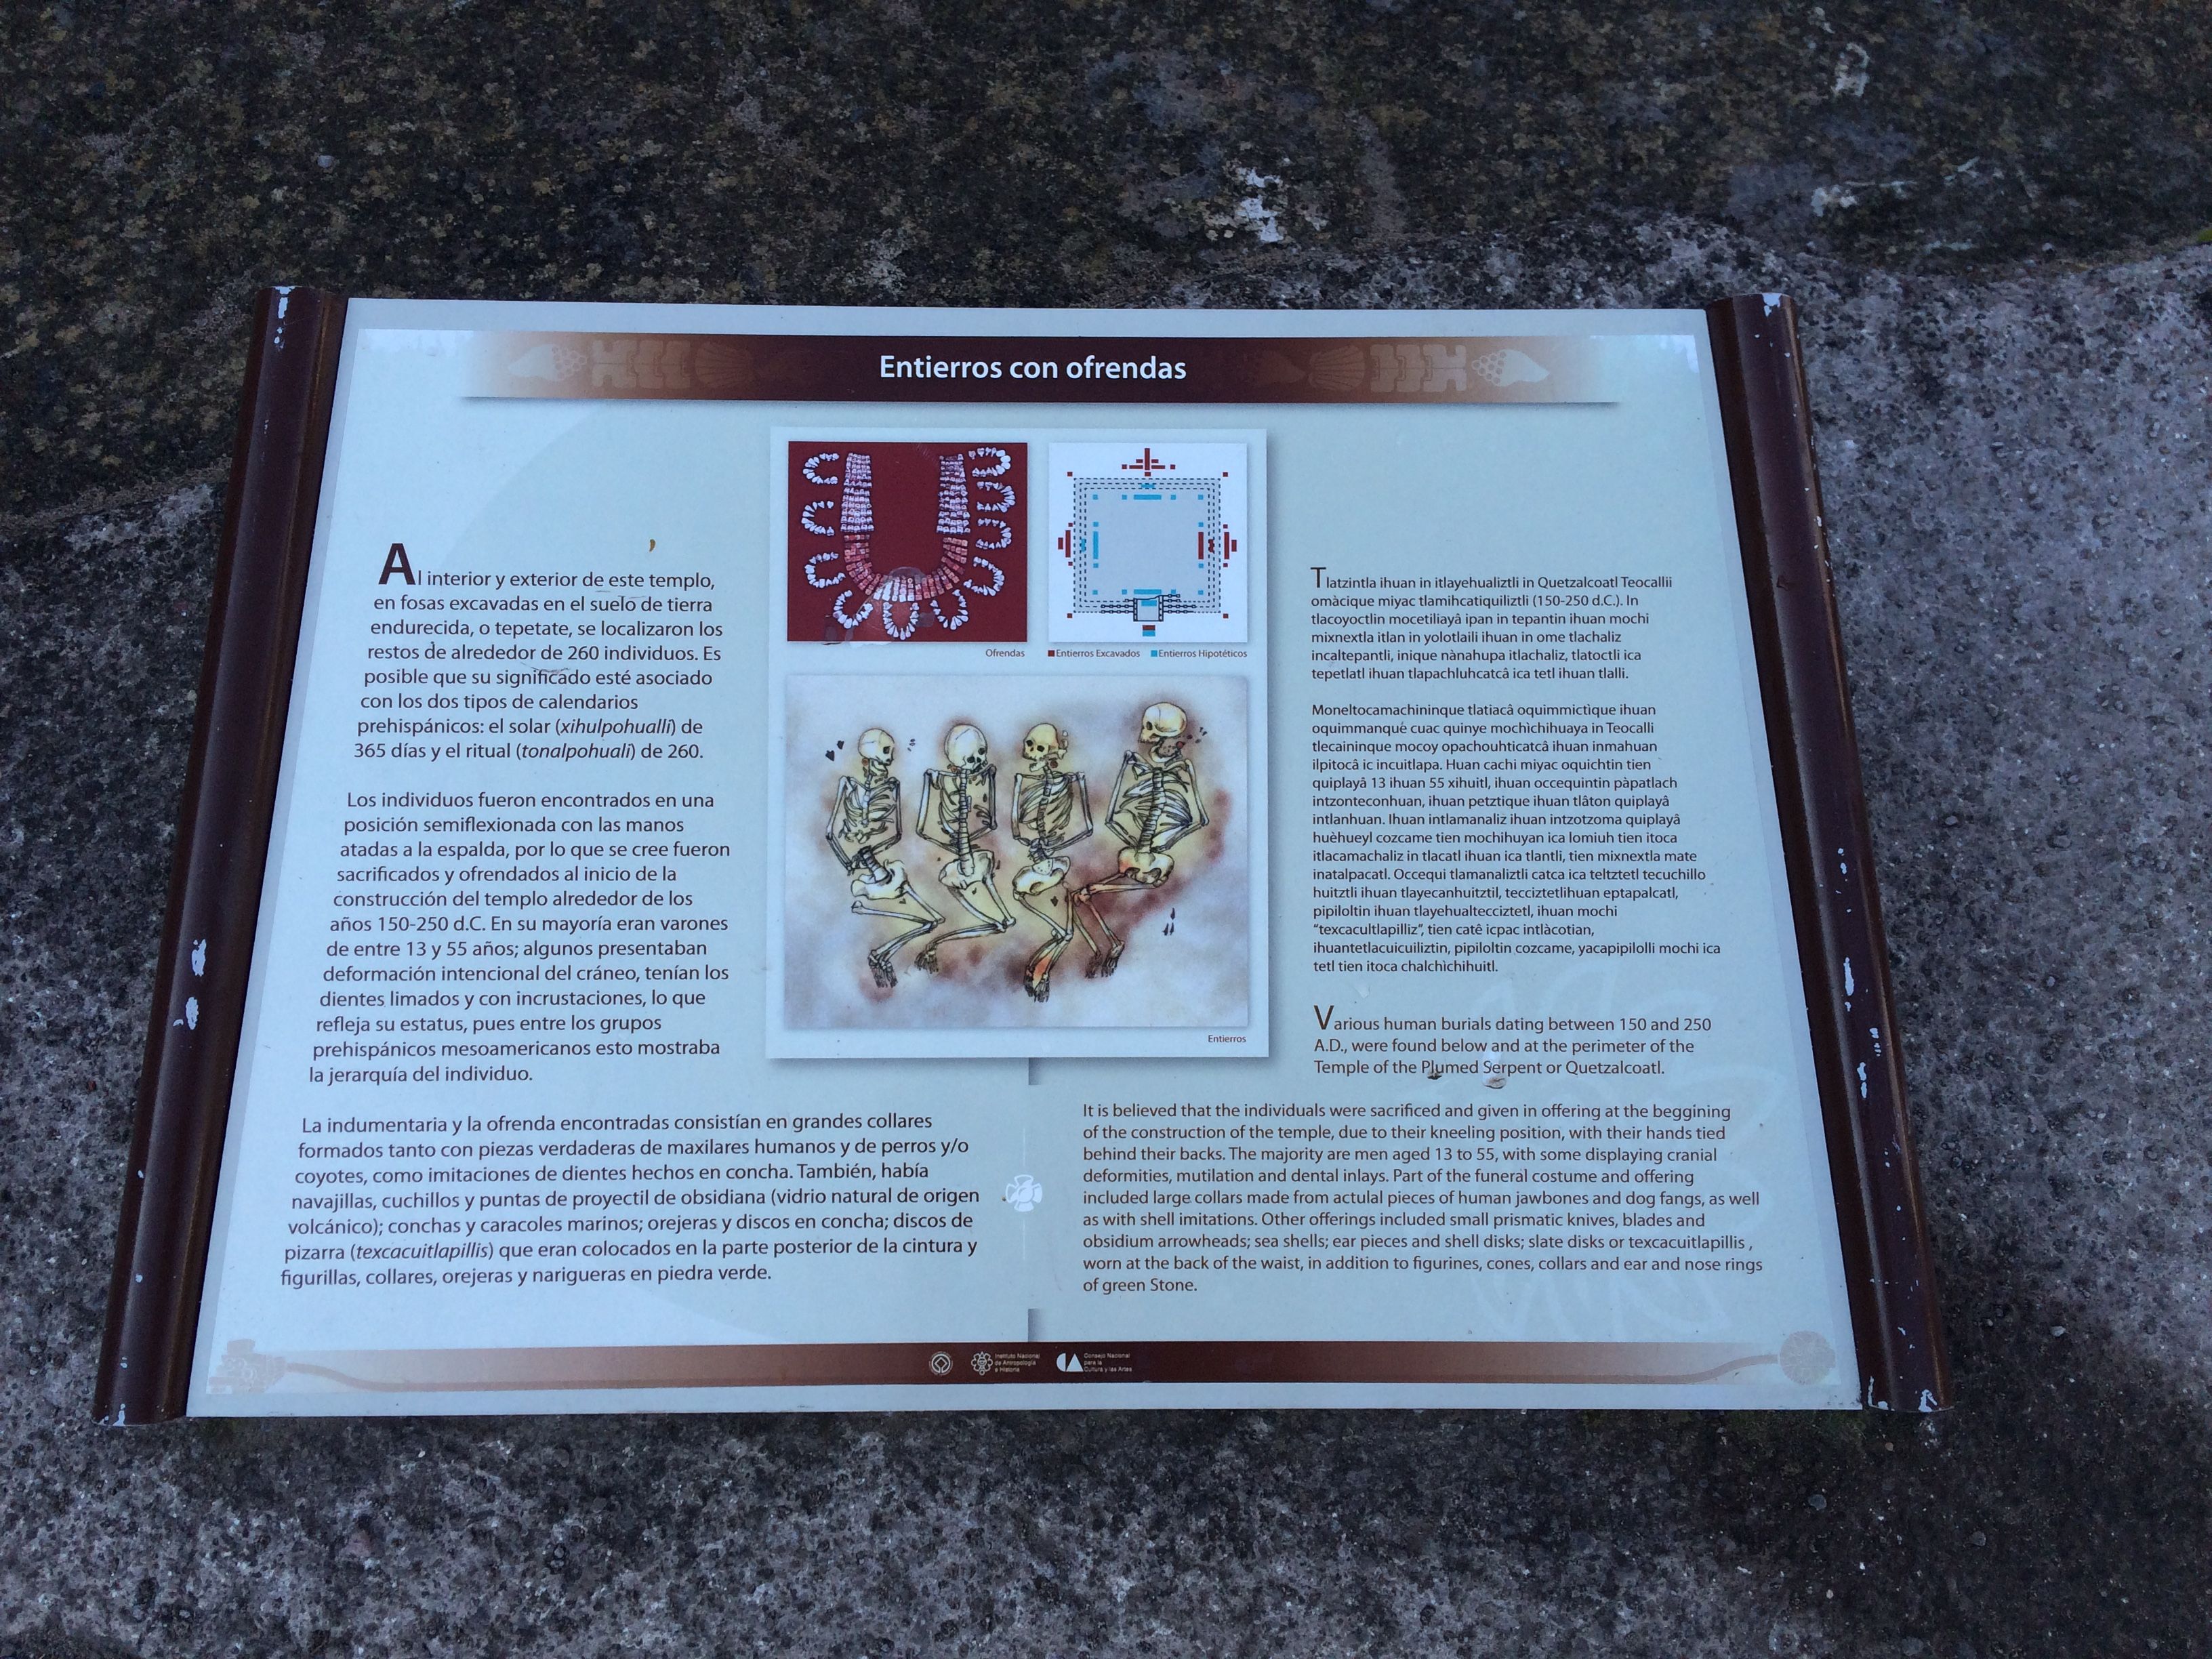 Entierros con ofrendas
Al interior y exterior de este templo,
en fosas excavadas en el suelo de tierra
endurecida, o tepetate, se localizaron los
restos de alrededor de 260 individuos. Es
posible que su significado esté asociado
con los dos tipos de calendarios
prehispánicos: el solar (xihulpohualli) de
365 días y el ritual (tonalpohuali) de 260.
Los individuos fueron encontrados en una
posición semiflexionada con las manos
atadas a la espalda, por lo que se cree fueron
sacrificados y ofrendados al inicio de la
construcción del templo alrededor de los
años 150-250 d.C. En su mayoría eran varones
de entre 13 y 55 años; algunos presentaban
deformación intencional del cráneo, tenían los
dientes limados y con incrustaciones, lo que
refleja su estatus, pues entre los grupos
prehispánicos mesoamericanos esto mostraba
la jerarquía del individuo.
La indumentaria y la ofrenda encontradas consistían en grandes collares
formados tanto con piezas verdaderas de maxilares humanos y de perros y/o
coyotes, como imitaciones de dientes hechos en concha. También, había
navajillas, cuchillos y puntas de proyectil de obsidiana (vidrio natural de origen
volcánico); conchas y caracoles marinos; orejeras y discos en concha; discos de
pizarra (texcacuitlapillis) que eran colocados en la parte posterior de la cintura y
figurillas, collares, orejeras y narigueras en piedra verde.
Ofrendas
Entierros Excavados
Entierros Hipotéticos
Entierros
Tlatzintla ihuan in itlayehualiztli in Quetzalcoatl Teocallii
omàcique miyac tlamihcatiquiliztli (150-250 d.C.). In
tlacoyoctlin mocetiliayâ ipan in tepantin ihuan mochi
mixnextla itlan in yolotlaili ihuan in ome tlachaliz
incaltepantli, inique nànahupa itlachaliz, tlatoctli ica
tepetlatl ihuan tlapachluhcatcâ ica tetl ihuan tlalli.
Moneltocamachininque tlatiacâ oquimmictìque ihuan
oquimmanquè cuac quinye mochìchihuaya in Teocalli
tlecaininque mocoy opachouhticatcâ ihuan inmahuan
ilpitocâ ic incuitlapa. Huan cachi miyac oquichtin tien
quiplayâ 13 ihuan 55 xihuitl, ihuan occequintin pàpatlach
intzonteconhuan, ihuan petztique ihuan tlâton quiplayâ
intlanhuan. Ihuan intlamanaliz ihuan intzotzoma quiplayâ
huèhueyl cozcame tien mochihuyan ica lomiuh tien itoca
itlacamachaliz in tlacatl ihuan ica tlantli, tien mixnextla mate
inatalpacatl. Occequi tlamanaliztli catca ica teltztetl tecuchillo
huitztli ihuan tlayecanhuitztil, tecciztetlihuan eptapalcatl,
pipiloltin ihuan tlayehualtecciztetl, ihuan mochi
“texcacultlapilliz”, tien catê icpac intlàcotian,
ihuantetlacuicuiliztin, pipiloltin cozcame, yacapipilolli mochi ica
tetl tien itoca chalchìchihuitl.
Various human burials dating between 150 and 250
A.D., were found below and at the perimeter of the
Temple of the Plumed Serpent or Quetzalcoatl.
It is believed that the individuals were sacrificed and given in offering at the beggining
of the construction of the temple, due to their kneeling position, with their hands tied
behind their backs. The majority are men aged 13 to 55, with some displaying cranial
deformities, mutilation and dental inlays. Part of the funeral costume and offering
included large collars made from actulal pieces of human jawbones and dog fangs, as well
as with shell imitations. Other offerings included small prismatic knives, blades and
obsidium arrowheads; sea shells; ear pieces and shell disks; slate disks or texcacuitlapillis ,
worn at the back of the waist, in addition to figurines, cones, collars and ear and nose rings
of green Stone.
Instituto Nacional
de Antropología
e Historia
Consejo Nacional
para la
Cultura y las Artes